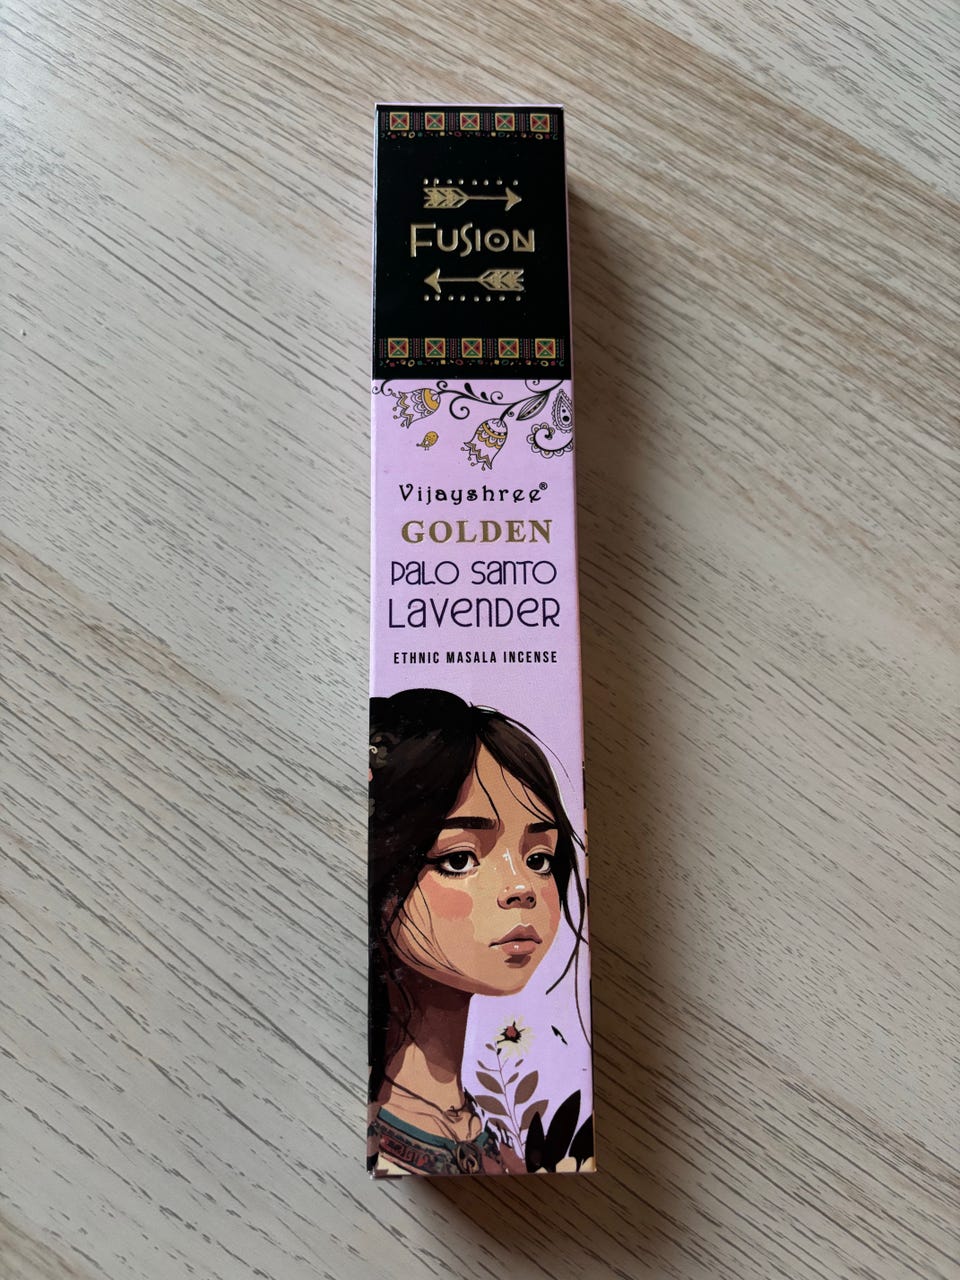 FUSION
Vijayshree®
GOLDEN
PALO SANTO
LAVENDER
ETHNIC MASALA INCENSE